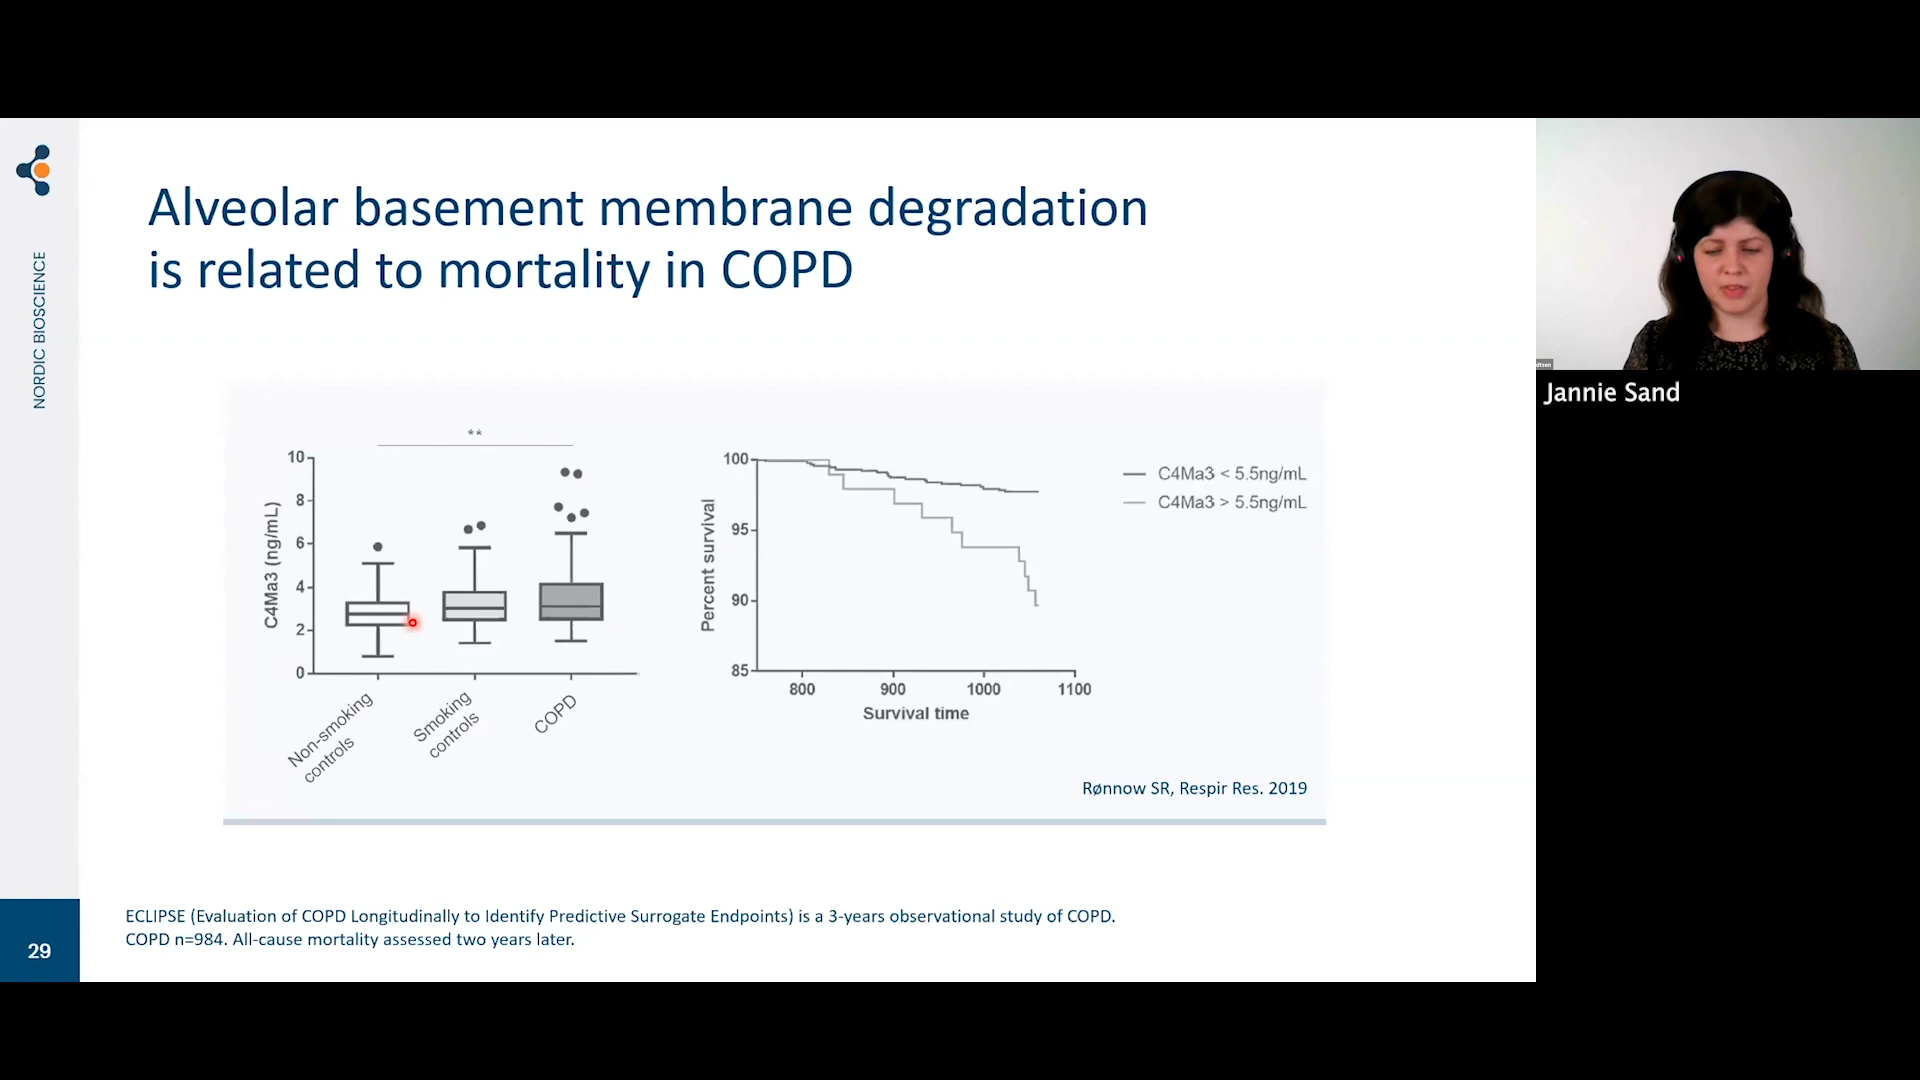 NORDIC BIOSCIENCE
Alveolar basement membrane degradation
is related to mortality in COPD
**
10
8
6
4
2
0
C4Ma3 (ng/mL)
Non-smoking
controls
Smoking
controls
COPD
100
95
90
85
Percent survival
800 900 1000 1100
Survival time
C4Ma3 < 5.5ng/mL
C4Ma3 > 5.5ng/mL
Rønnow SR, Respir Res. 2019
ECLIPSE (Evaluation of COPD Longitudinally to Identify Predictive Surrogate Endpoints) is a 3-years observational study of COPD.
COPD n=984. All-cause mortality assessed two years later.
29
Jannie Sand